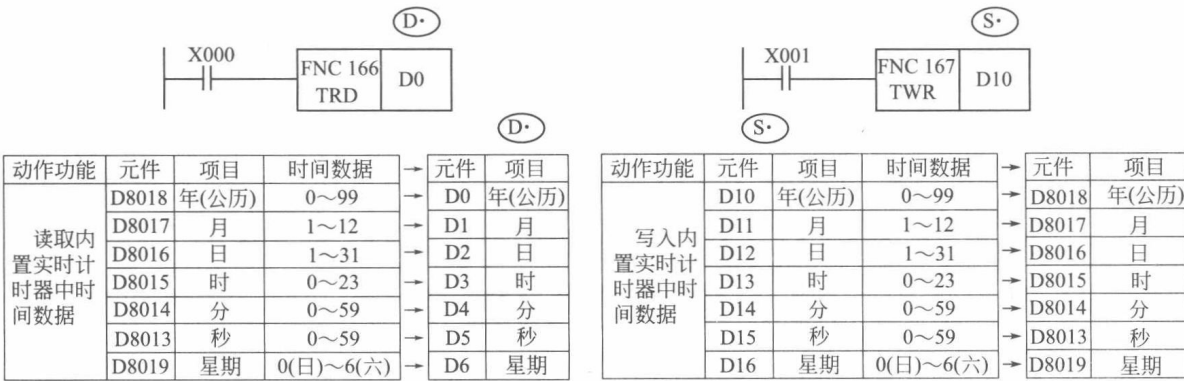 D·
X000
FNC 166
TRD
D0
D·
动作功能 元件 项目 时间数据 → 元件 项目
读取内置实时计时器中时间数据
D8018 年(公历) 0～99 → D0 年(公历)
D8017 月 1～12 → D1 月
D8016 日 1～31 → D2 日
D8015 时 0～23 → D3 时
D8014 分 0～59 → D4 分
D8013 秒 0～59 → D5 秒
D8019 星期 0(日)～6(六) → D6 星期
S·
X001
FNC 167
TWR
D10
S·
动作功能 元件 项目 时间数据 → 元件 项目
写入内置实时计时器中时间数据
D10 年(公历) 0～99 → D8018 年(公历)
D11 月 1～12 → D8017 月
D12 日 1～31 → D8016 日
D13 时 0～23 → D8015 时
D14 分 0～59 → D8014 分
D15 秒 0～59 → D8013 秒
D16 星期 0(日)～6(六) → D8019 星期